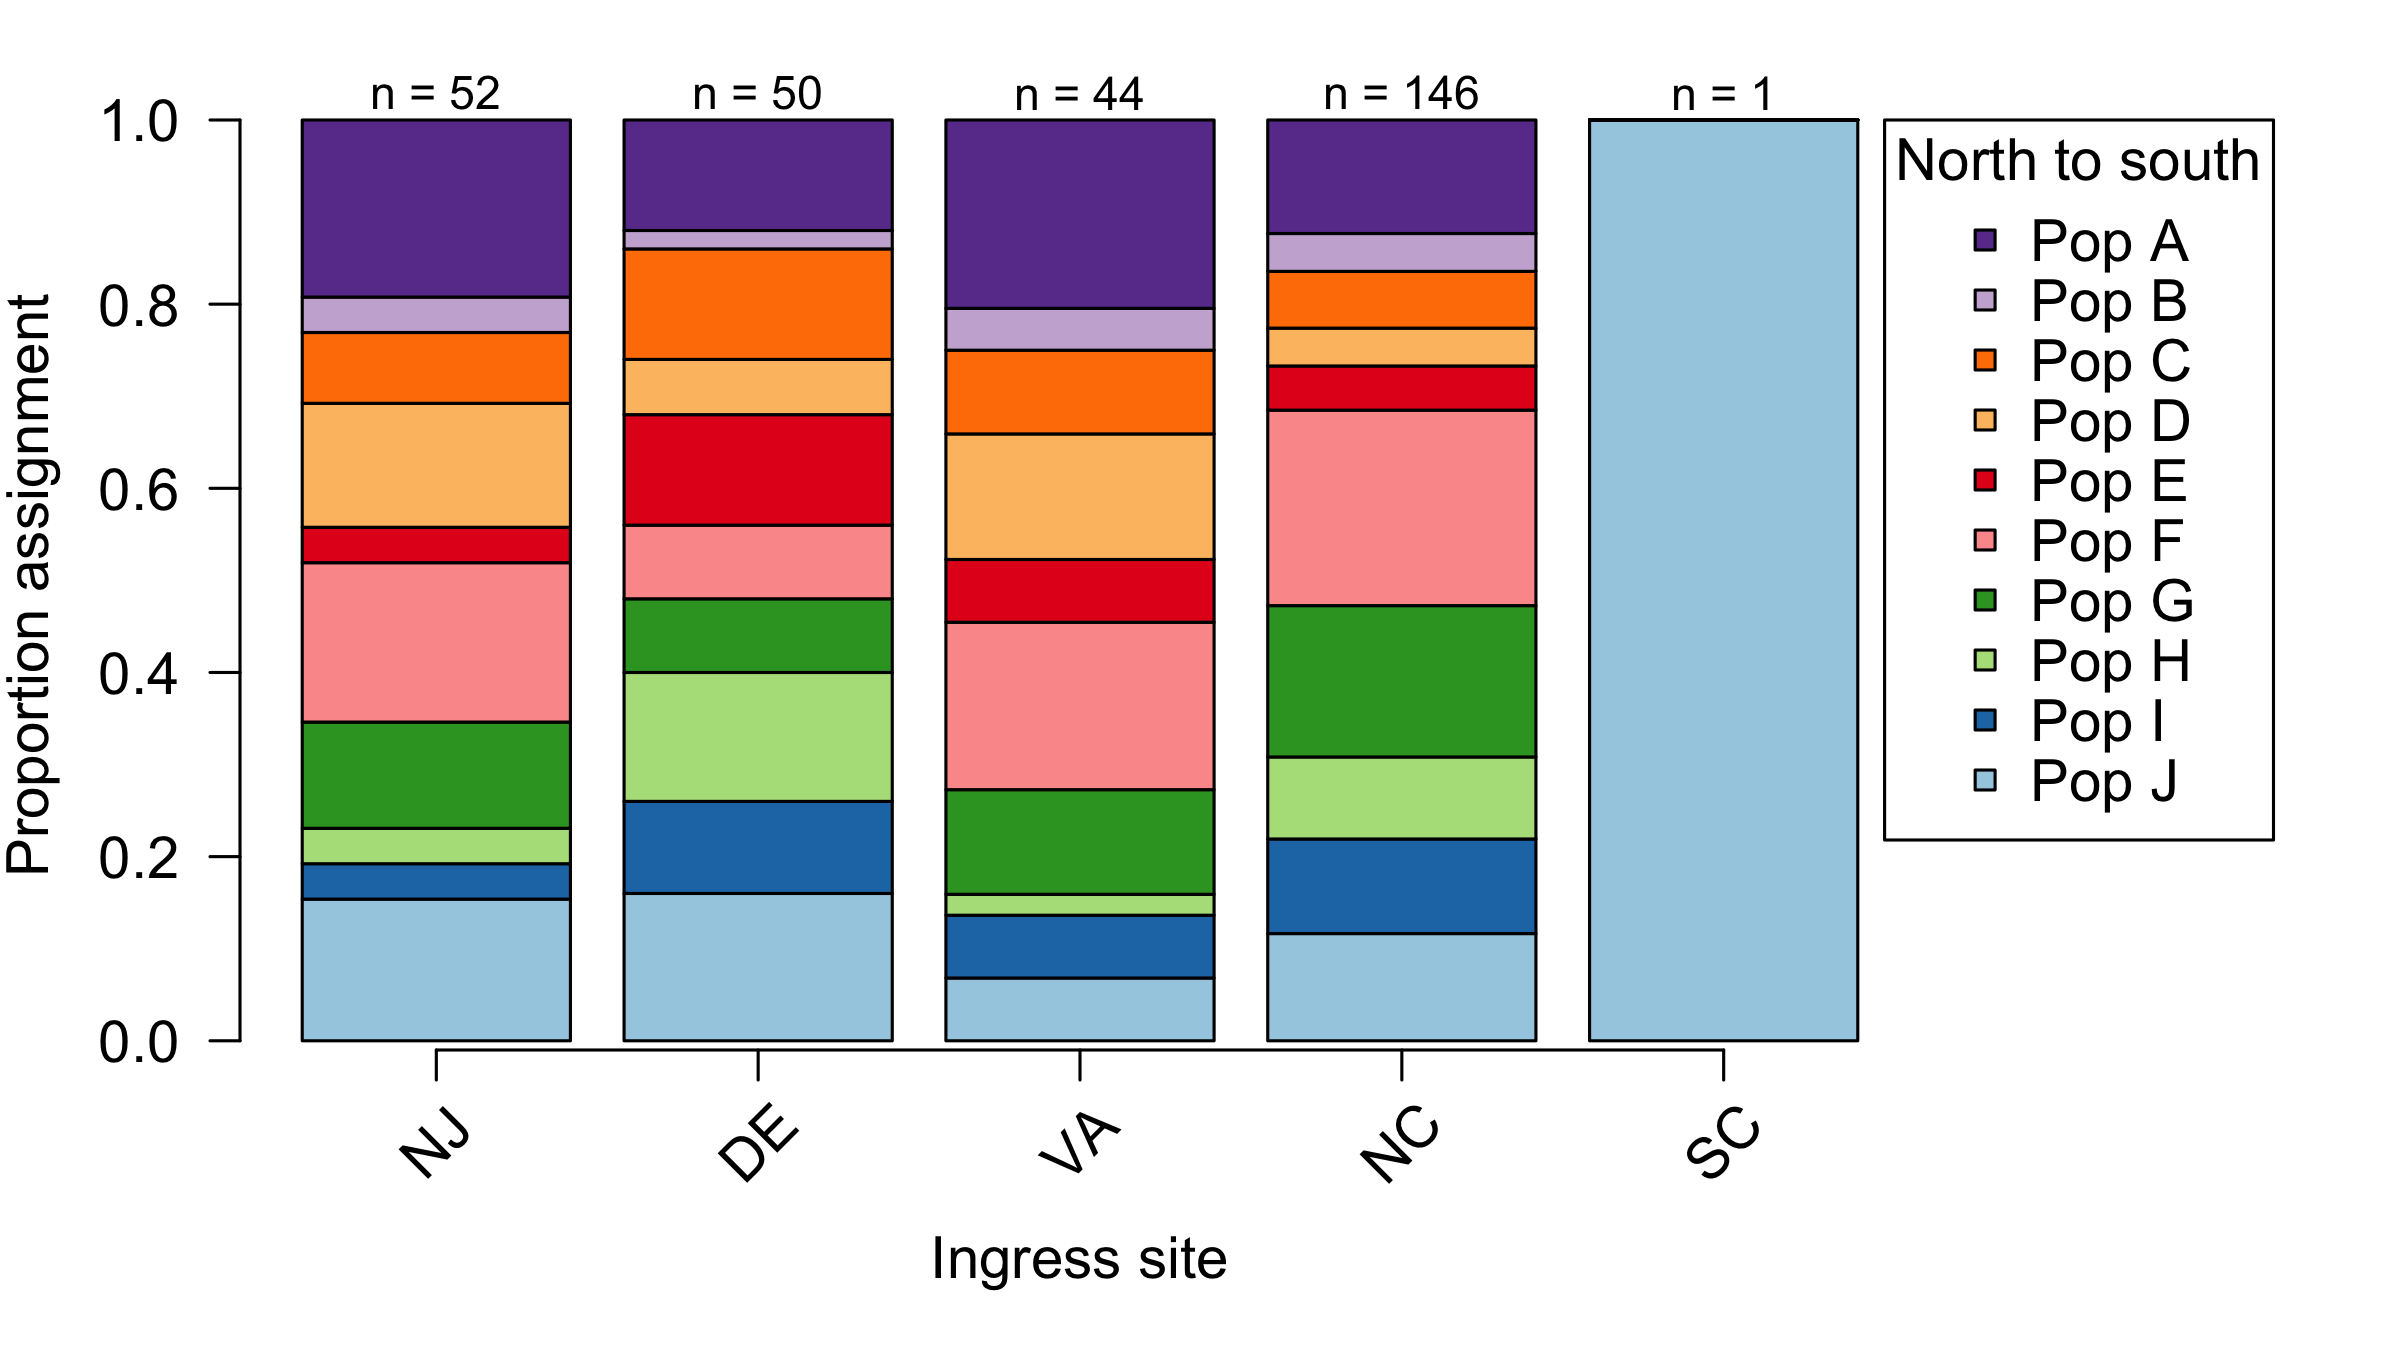 n = 52
n = 50
n = 44
n = 146
n = 1
1.0
0.8
0.6
0.4
0.2
0.0
Proportion assignment
NJ
DE
VA
NC
SC
Ingress site
North to south
Pop A
Pop B
Pop C
Pop D
Pop E
Pop F
Pop G
Pop H
Pop I
Pop J